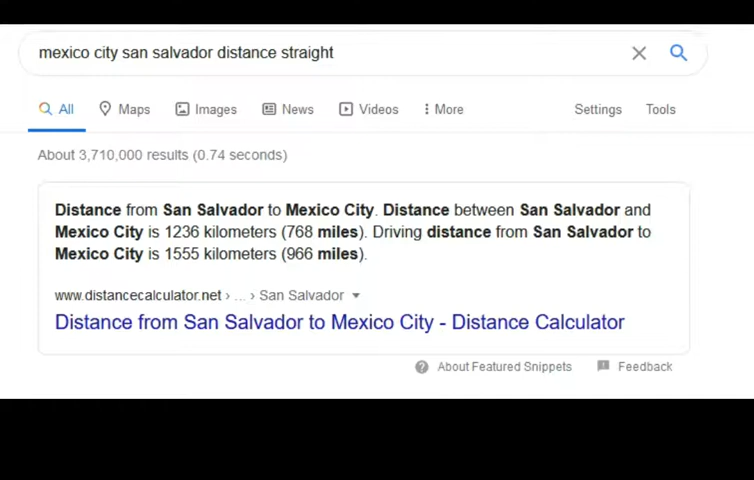 mexico city san salvador distance straight
All Maps Images News Videos More Settings Tools
About 3,710,000 results (0.74 seconds)
Distance from San Salvador to Mexico City. Distance between San Salvador and
Mexico City is 1236 kilometers (768 miles). Driving distance from San Salvador to
Mexico City is 1555 kilometers (966 miles).
www.distancecalculator.net › ... › San Salvador
Distance from San Salvador to Mexico City - Distance Calculator
About Featured Snippets Feedback